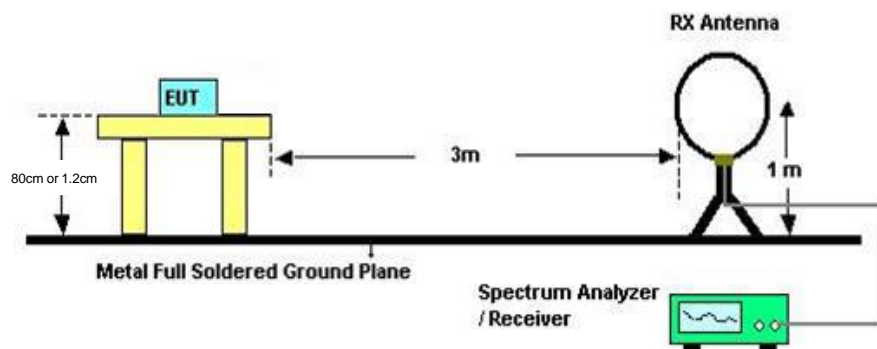 RX Antenna
EUT
80cm or 1.2cm
3m
1 m
Metal Full Soldered Ground Plane
Spectrum Analyzer
/ Receiver